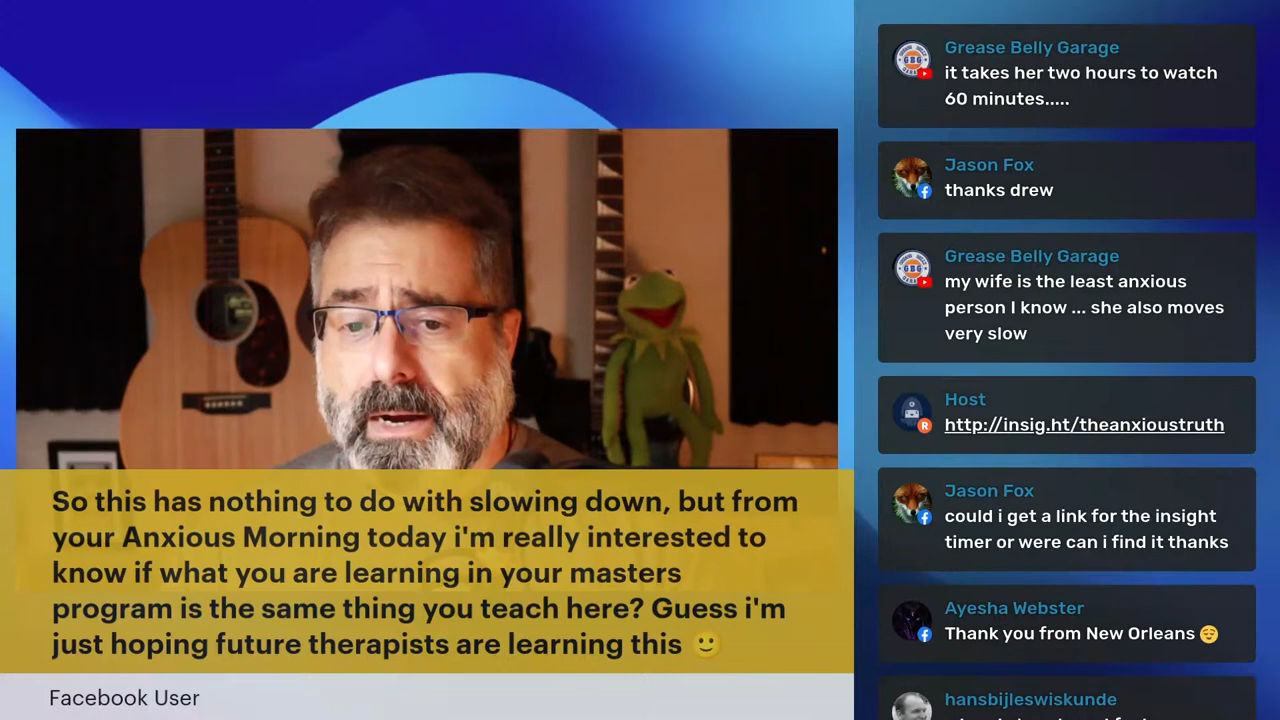 So this has nothing to do with slowing down, but from
your Anxious Morning today i'm really interested to
know if what you are learning in your masters
program is the same thing you teach here? Guess i'm
just hoping future therapists are learning this 🙂
Facebook User
Grease Belly Garage
it takes her two hours to watch
60 minutes.....
Jason Fox
thanks drew
Grease Belly Garage
my wife is the least anxious
person I know ... she also moves
very slow
Host
http://insig.ht/theanxioustruth
Jason Fox
could i get a link for the insight
timer or were can i find it thanks
Ayesha Webster
Thank you from New Orleans 😌
hansbijleswiskunde